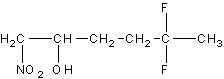 F
H₂C—CH—CH₂—CH₂—C—CH₃
NO₂ OH F